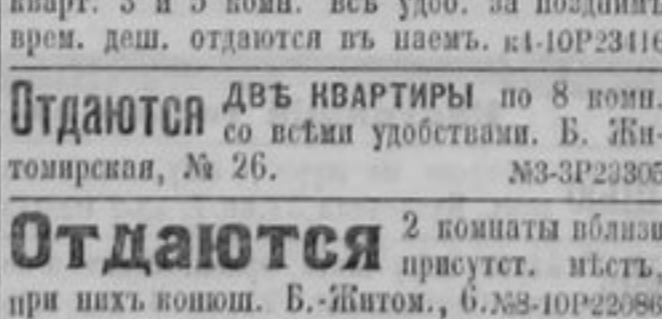 кварт. 3 и 5 комн. всѣ удоб. за позднимъ
врем. деш. отдаются въ наемъ. к4-10Р23416
Отдаются ДВѢ КВАРТИРЫ по 8 комн.
со всѣми удобствами. Б. Жи-
томирская, № 26. №3-3Р23305
Отдаются 2 комнаты вблизи
присутст. мѣстъ.
при нихъ конюш. Б.-Житом., 6.№8-10Р22086